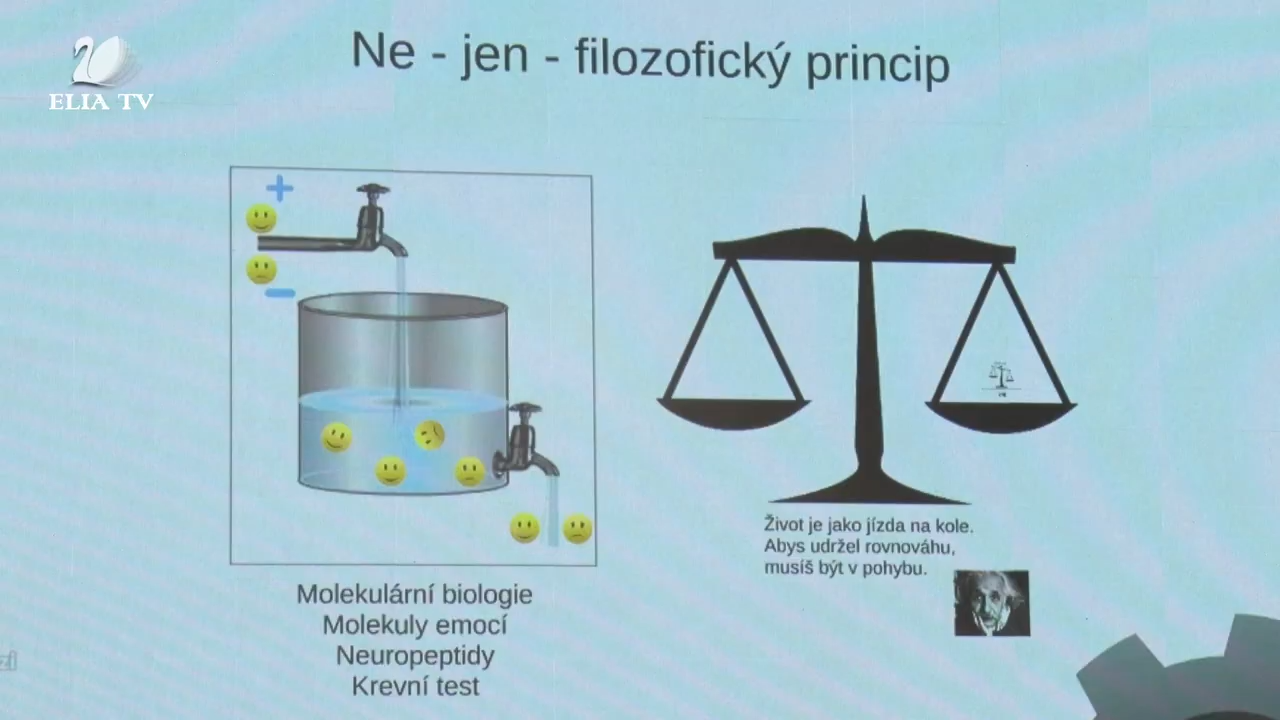 ELIA TV
Ne - jen - filozofický princip
Život je jako jízda na kole.
Abys udržel rovnováhu,
musíš být v pohybu.
Molekulární biologie
Molekuly emocí
Neuropeptidy
Krevní test
zí